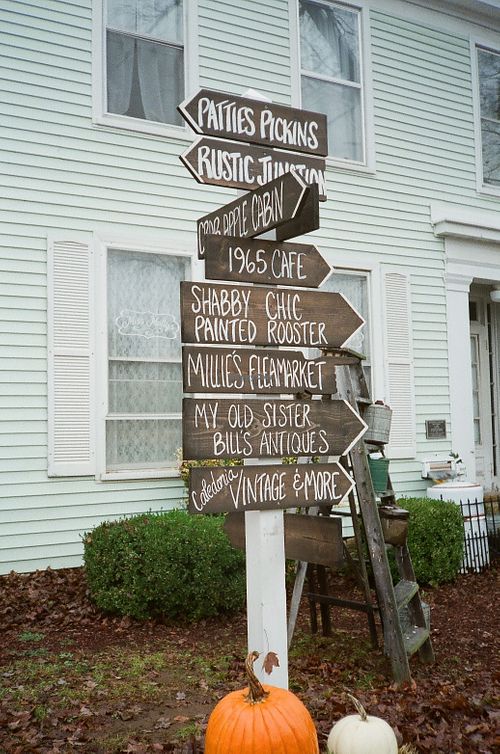 PATTIES PICKINS
RUSTIC JUNCTION
CRAB APPLE CABIN
1965 CAFE
SHABBY CHIC
PAINTED ROOSTER
MILLIE'S FLEAMARKET
MY OLD SISTER
BILL'S ANTIQUES
Caledonia VINTAGE & MORE